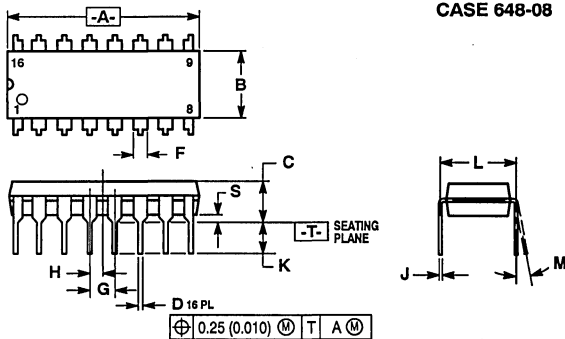 CASE 648-08
-A-
16
9
1
8
B
F
C
S
L
-T-
SEATING
PLANE
H
G
K
J
M
D 16 PL
⌖ 0.25 (0.010) Ⓜ T A Ⓜ